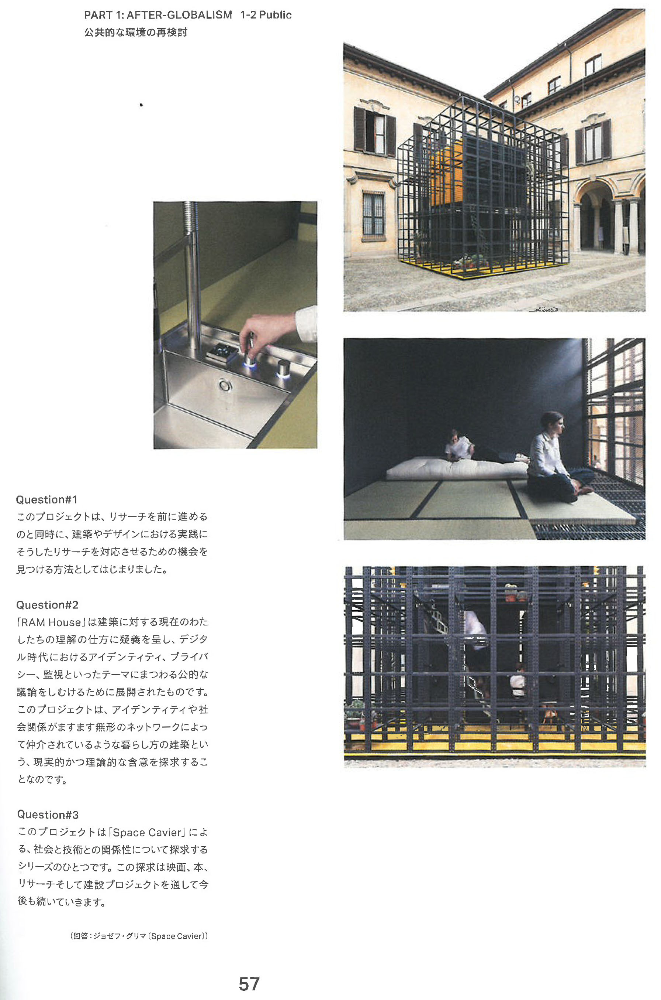 PART 1: AFTER-GLOBALISM 1-2 Public
公共的な環境の再検討
Question#1
このプロジェクトは、リサーチを前に進める
のと同時に、建築やデザインにおける実践に
そうしたリサーチを対応させるための機会を
見つける方法としてはじまりました。
Question#2
「RAM House」は建築に対する現在のわた
したちの理解の仕方に疑義を呈し、デジタ
ル時代におけるアイデンティティ、プライバ
シー、監視といったテーマにまつわる公的な
議論をしむけるために展開されたものです。
このプロジェクトは、アイデンティティや社
会関係がますます無形のネットワークによっ
て仲介されているような暮らし方の建築とい
う、現実的かつ理論的な含意を探求するこ
となのです。
Question#3
このプロジェクトは「Space Cavier」によ
る、社会と技術との関係性について探求する
シリーズのひとつです。この探求は映画、本、
リサーチそして建設プロジェクトを通して今
後も続いていきます。
(回答:ジョゼフ・グリマ〔Space Cavier〕)
57